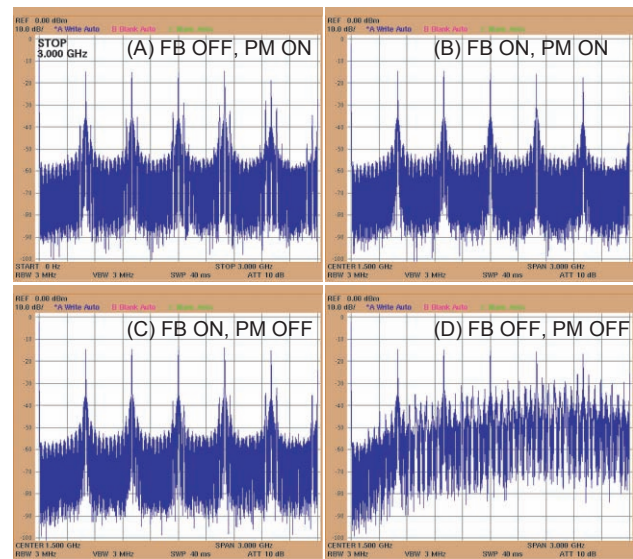 REF 0.00 dBm
10.0 dB/ *A Write Auto B Blank Auto
STOP
3.000 GHz
(A) FB OFF, PM ON
START 0 Hz STOP 3.000 GHz
RBW 3 MHz VBW 3 MHz SWP 40 ms ATT 10 dB
REF 0.00 dBm
10.0 dB/ *A Write Auto B Blank Auto
(B) FB ON, PM ON
CENTER 1.500 GHz SPAN 3.000 GHz
RBW 3 MHz VBW 3 MHz SWP 40 ms ATT 10 dB
REF 0.00 dBm
10.0 dB/ *A Write Auto B Blank Auto
(C) FB ON, PM OFF
CENTER 1.500 GHz SPAN 3.000 GHz
RBW 3 MHz VBW 3 MHz SWP 40 ms ATT 10 dB
REF 0.00 dBm
10.0 dB/ *A Write Auto B Blank Auto
(D) FB OFF, PM OFF
CENTER 1.500 GHz SPAN 3.000 GHz
RBW 3 MHz VBW 3 MHz SWP 40 ms ATT 10 dB